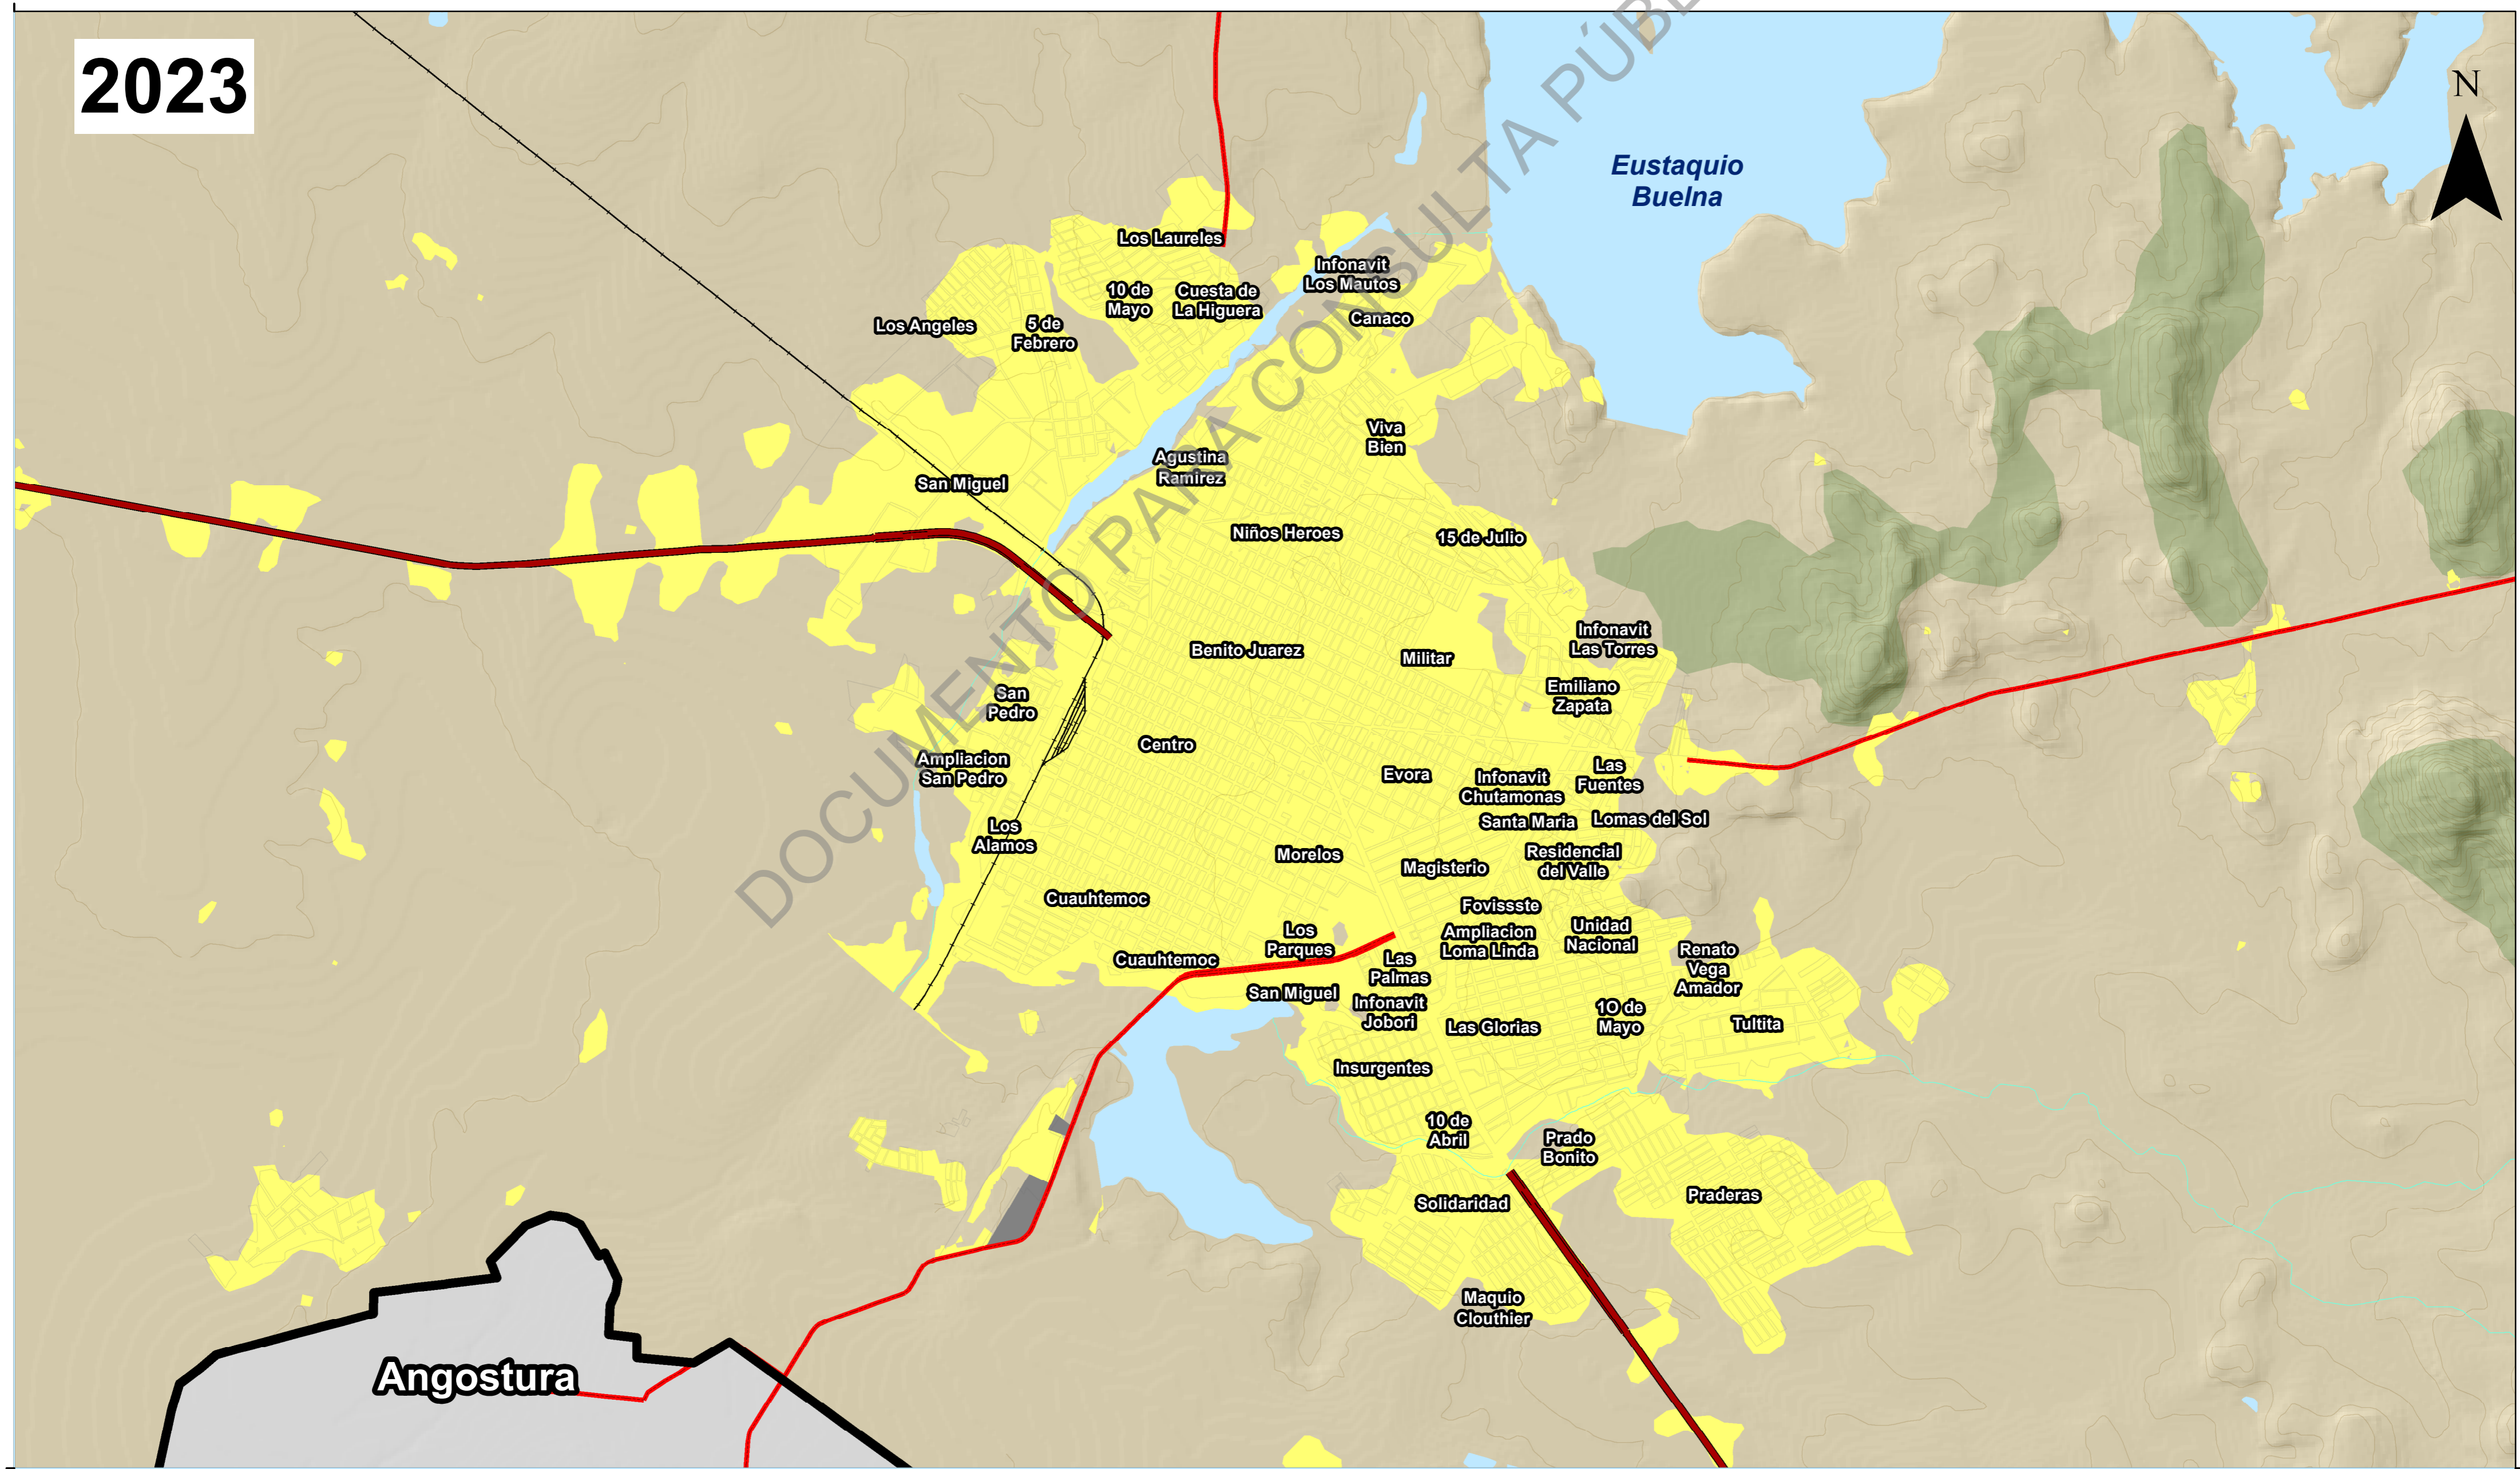 2023
N
Eustaquio
Buelna
Los Laureles
Infonavit
Los Mautos
10 de
Mayo
Cuesta de
La Higuera
Canaco
Los Angeles
5 de
Febrero
Viva
Bien
Agustina
Ramirez
San Miguel
Niños Heroes
15 de Julio
Infonavit
Las Torres
Benito Juarez
Militar
San
Pedro
Emiliano
Zapata
Centro
Ampliacion
San Pedro
Evora
Infonavit
Chutamonas
Las
Fuentes
Santa Maria
Lomas del Sol
Los
Alamos
Morelos
Magisterio
Residencial
del Valle
Cuauhtemoc
Fovissste
Los
Parques
Ampliacion
Loma Linda
Unidad
Nacional
Cuauhtemoc
Las
Palmas
Renato
Vega
Amador
San Miguel
Infonavit
Jobori
Las Glorias
1O de
Mayo
Tultita
Insurgentes
10 de
Abril
Prado
Bonito
Solidaridad
Praderas
Maquio
Clouthier
Angostura
DOCUMENTO PARA CONSULTA PÚB